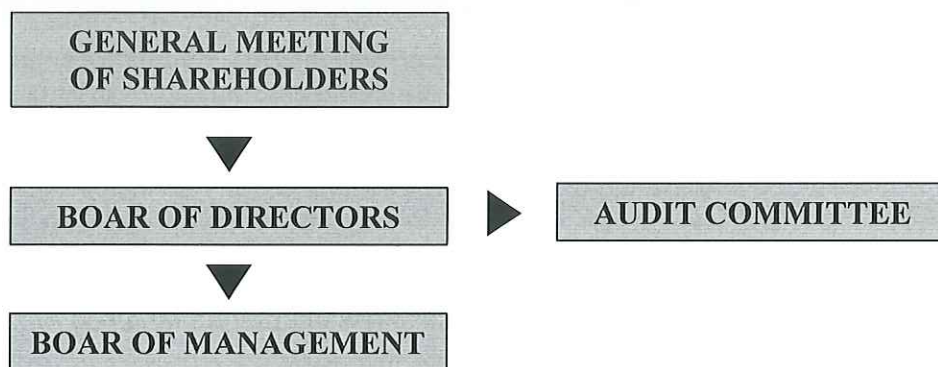 GENERAL MEETING
OF SHAREHOLDERS
BOAR OF DIRECTORS
AUDIT COMMITTEE
BOAR OF MANAGEMENT